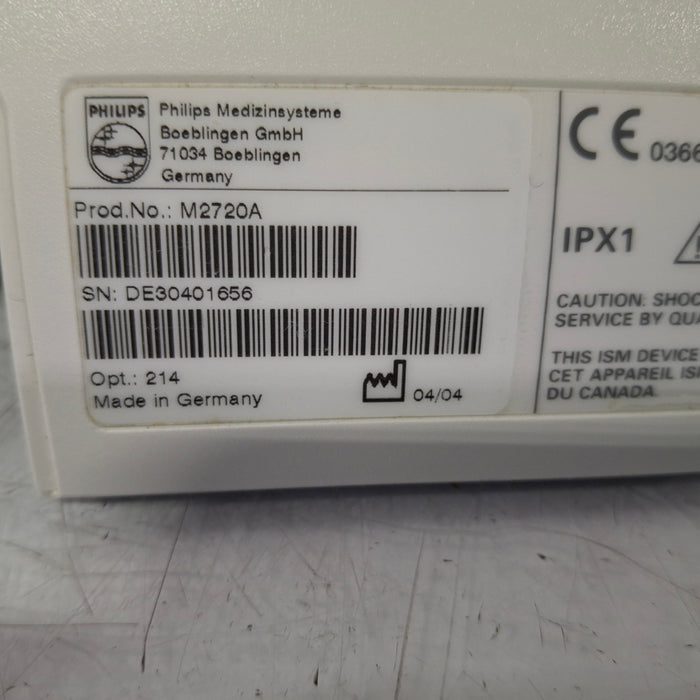 PHILIPS
Philips Medizinsysteme
Boeblingen GmbH
71034 Boeblingen
Germany
Prod.No.: M2720A
SN: DE30401656
Opt.: 214
Made in Germany
04/04
CE 0366
IPX1
CAUTION: SHOC
SERVICE BY QUA
THIS ISM DEVICE
CET APPAREIL IS
DU CANADA.